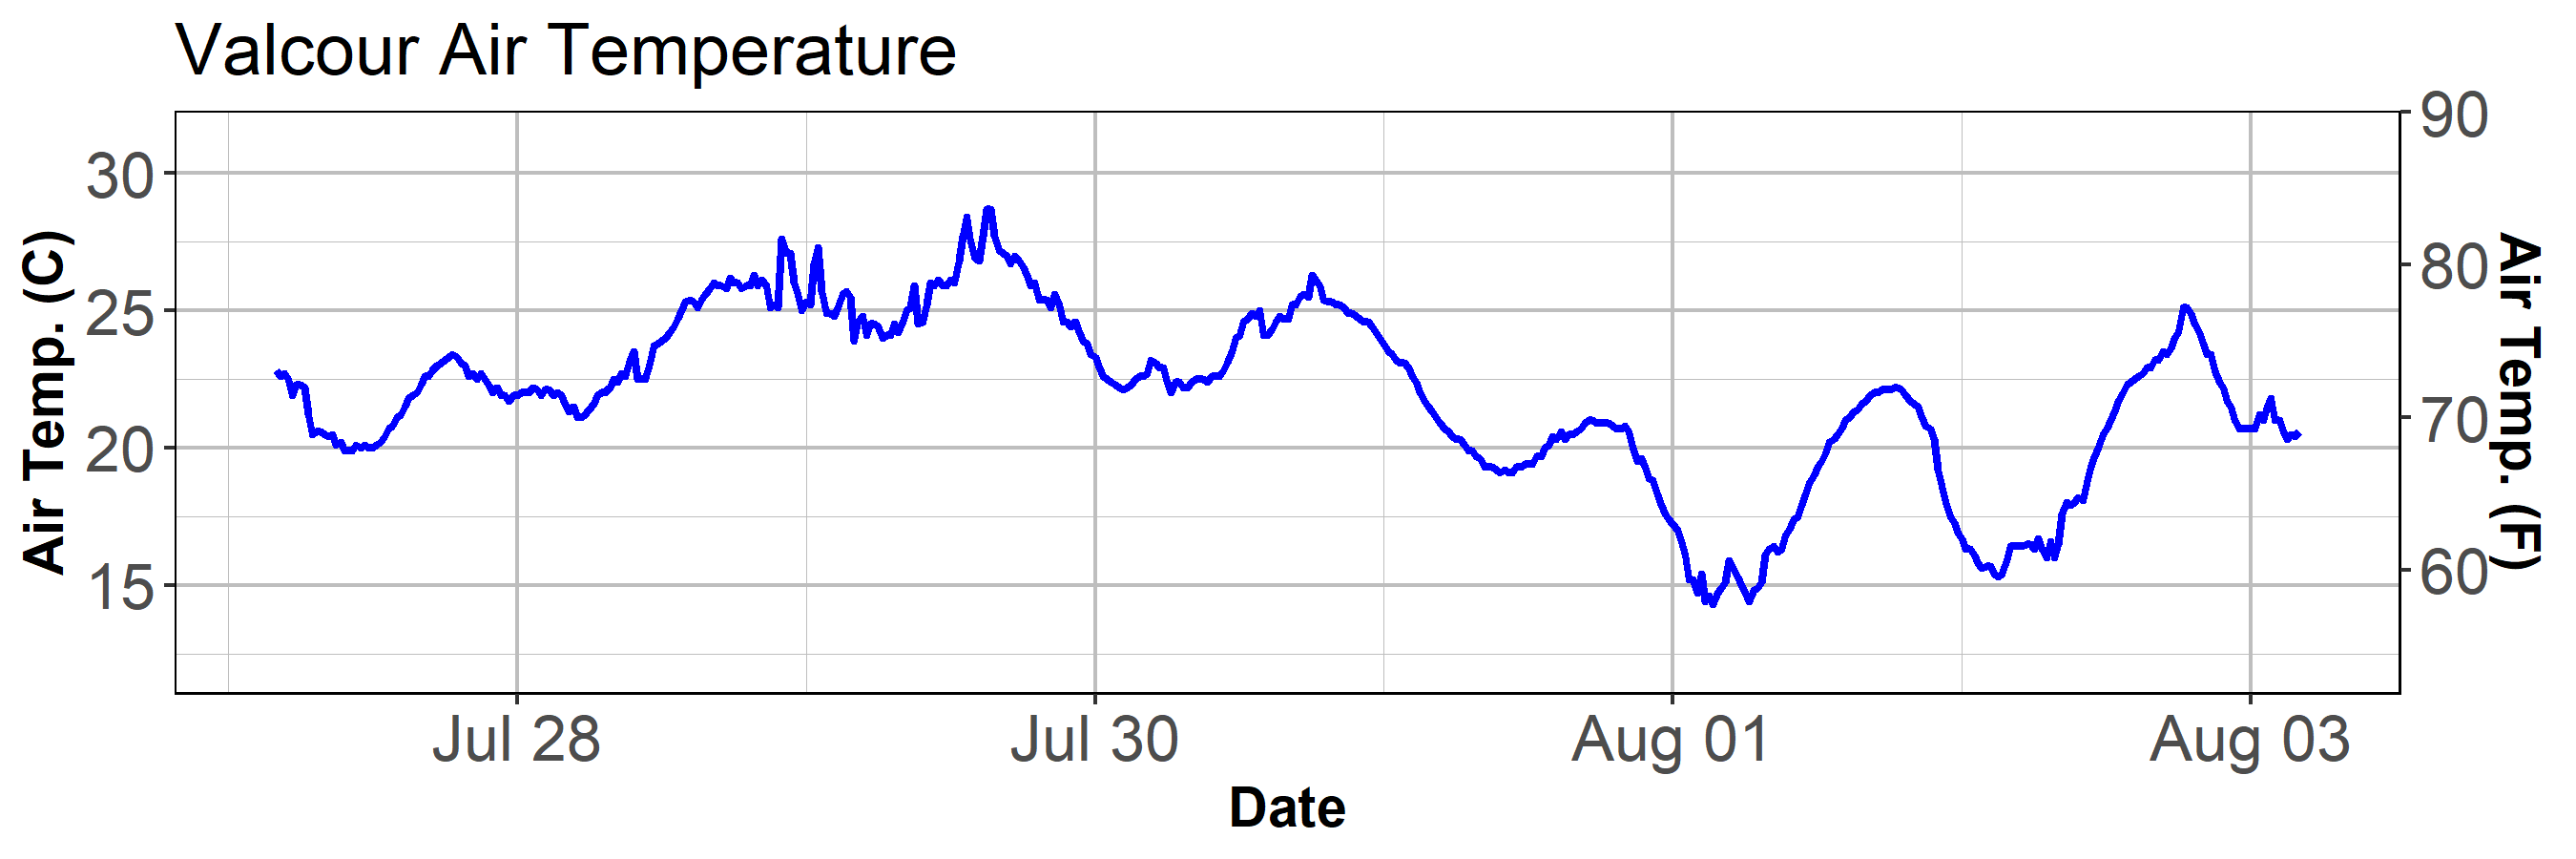 Valcour Air Temperature
Air Temp. (C)
30
25
20
15
90
80
70
60
Air Temp. (F)
Jul 28
Jul 30
Aug 01
Aug 03
Date